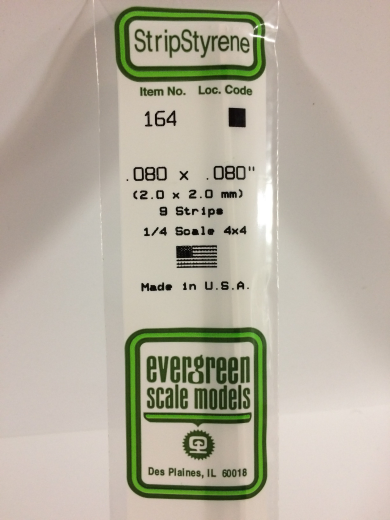 StripStyrene
Item No. Loc. Code
164
.080 x .080"
(2.0 x 2.0 mm)
9 Strips
1/4 Scale 4x4
Made in U.S.A.
evergreen
scale models
Des Plaines, IL 60018